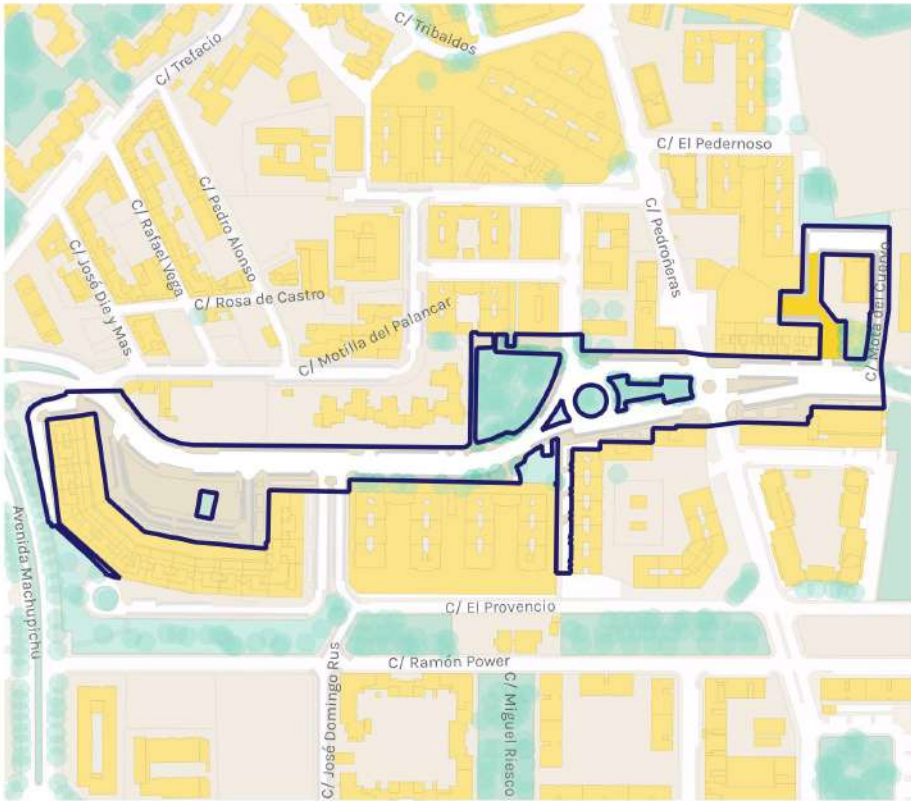 C/ Tribaldos
C/ Trefacio
C/ El Pedernoso
C/ Pedro Alonso
C/ Rafael Vega
C/ José Die y Mas
C/ Pedroñeras
C/ Mota del Cuervo
C/ Rosa de Castro
C/ Motilla del Palancar
Avenida Machupichu
C/ El Provencio
C/ Ramón Power
C/ José Domingo Rus
C/ Miguel Riesco